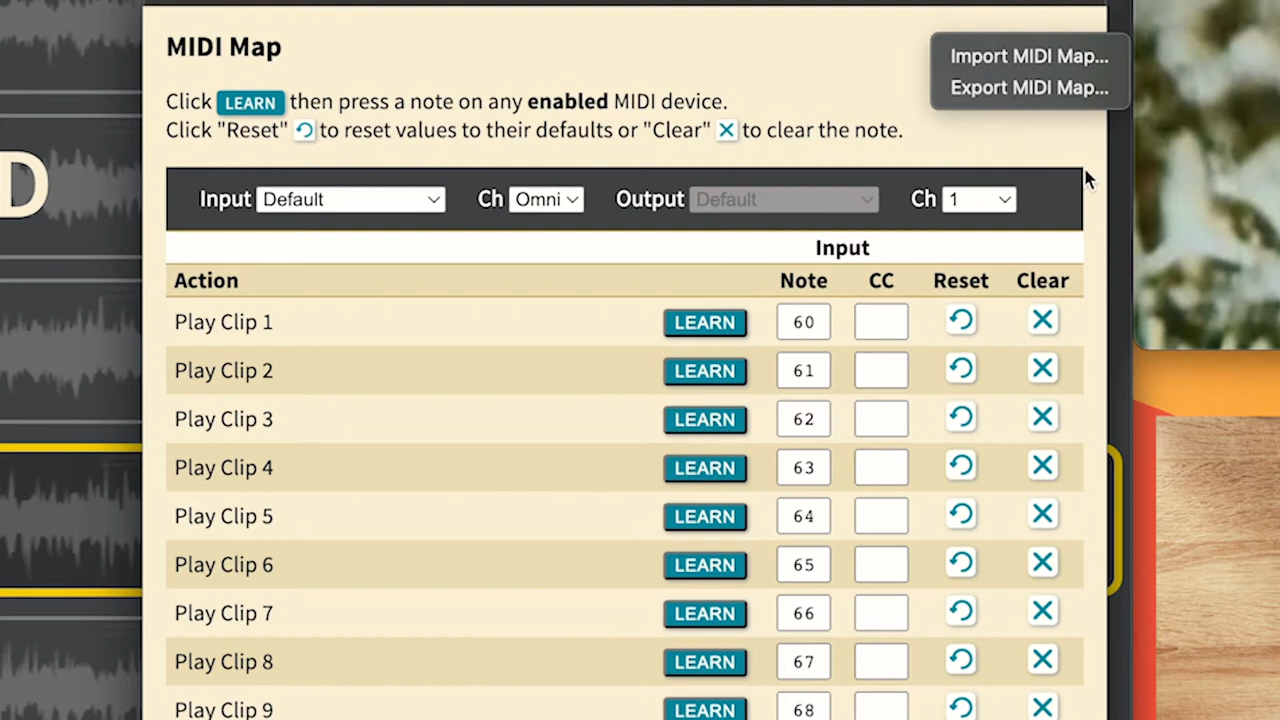 MIDI Map
Import MIDI Map...
Export MIDI Map...
Click LEARN then press a note on any enabled MIDI device.
Click "Reset" to reset values to their defaults or "Clear" to clear the note.
D
Input Default Ch Omni Output Default Ch 1
Input
Action Note CC Reset Clear
Play Clip 1 LEARN 60
Play Clip 2 LEARN 61
Play Clip 3 LEARN 62
Play Clip 4 LEARN 63
Play Clip 5 LEARN 64
Play Clip 6 LEARN 65
Play Clip 7 LEARN 66
Play Clip 8 LEARN 67
Play Clip 9 LEARN 68